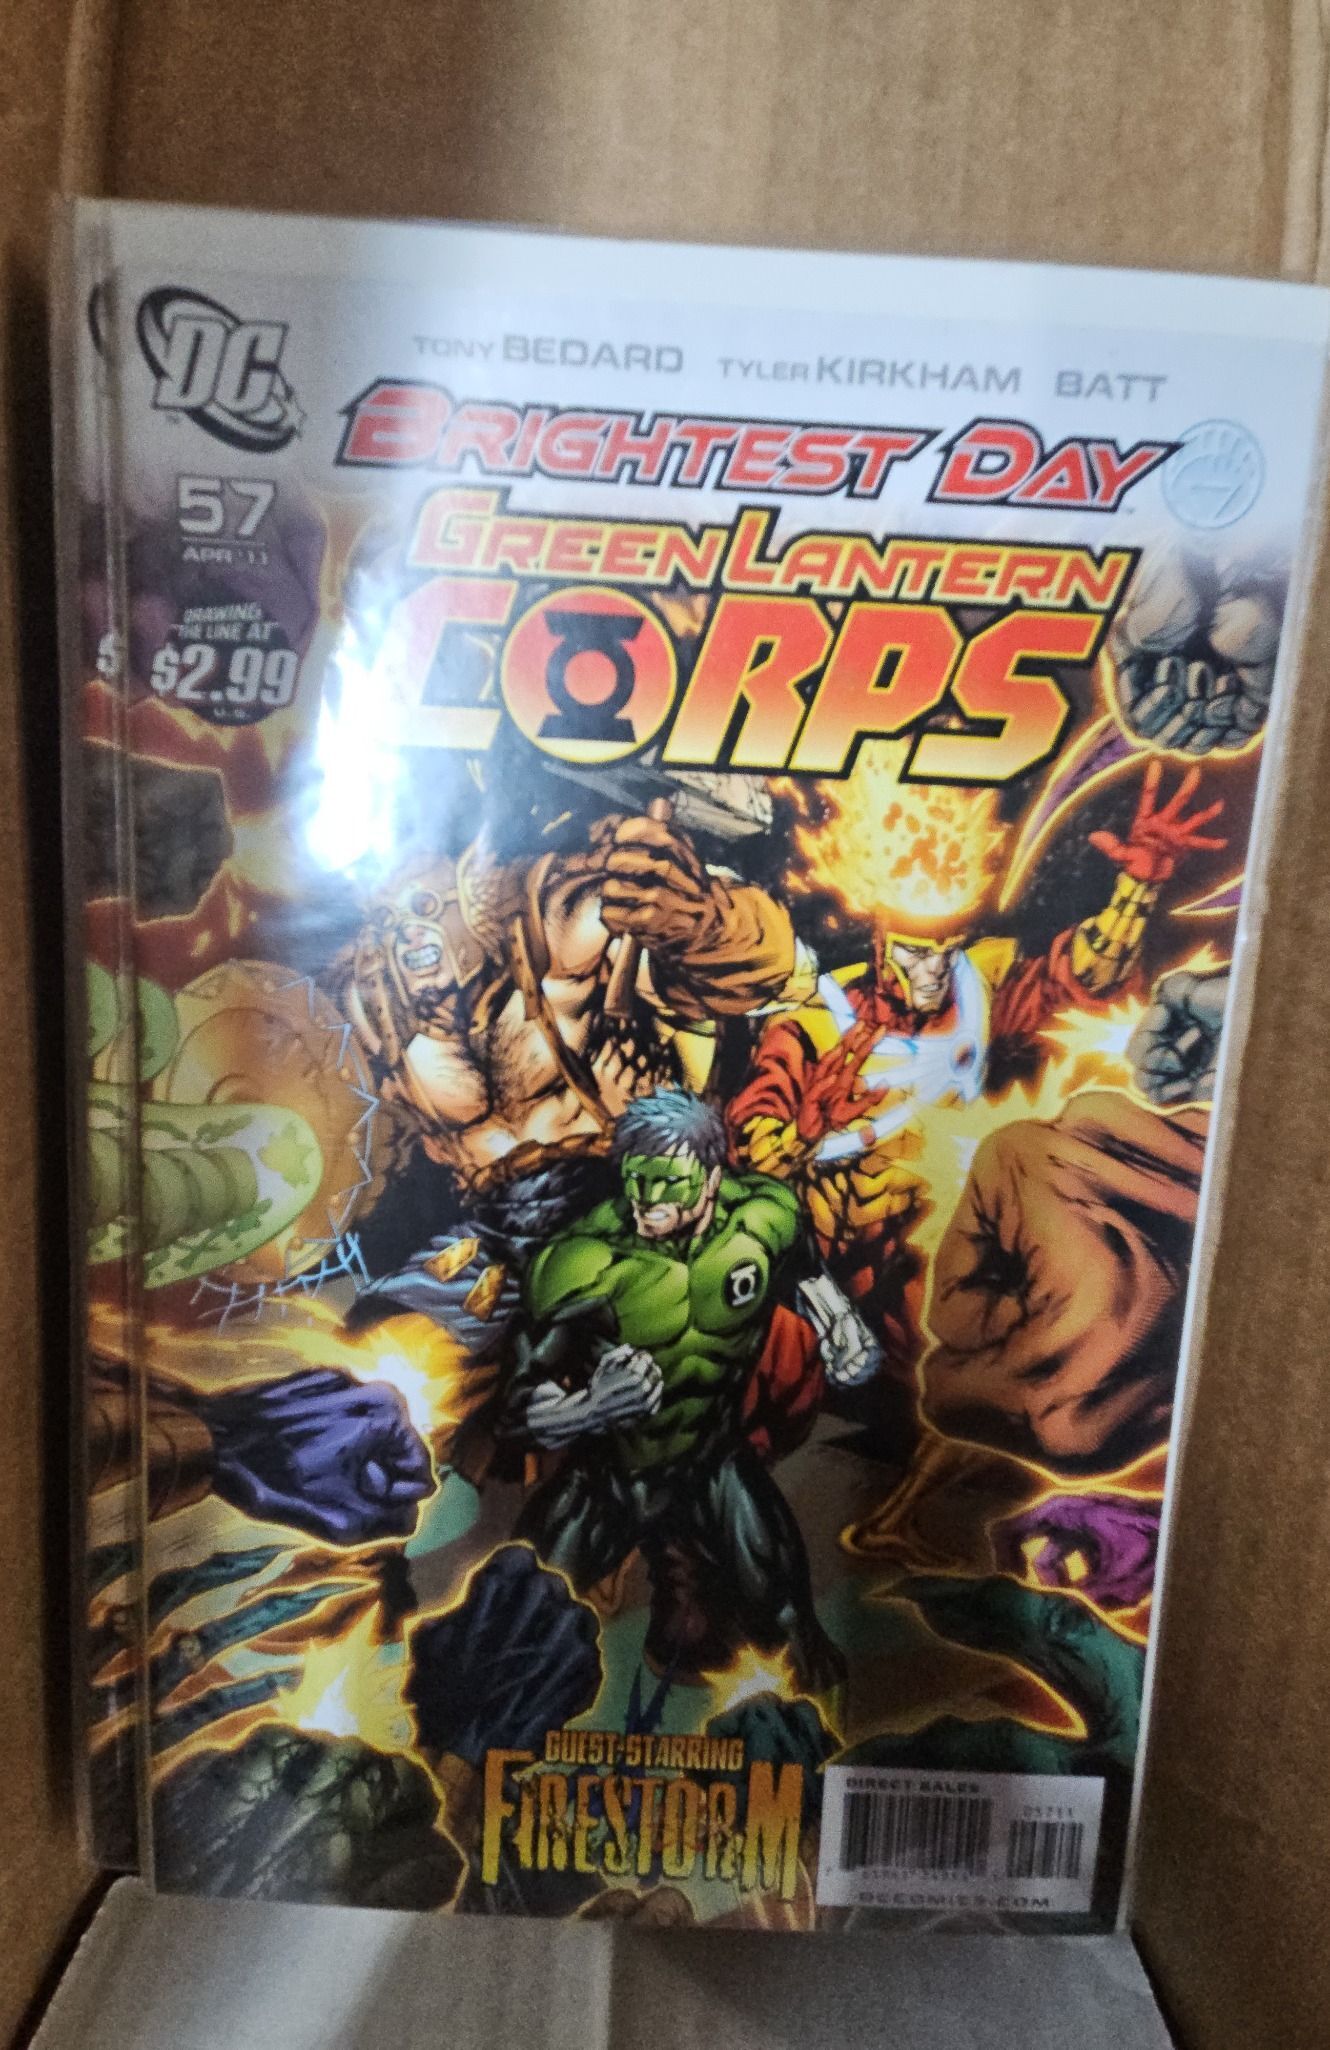 DC
TONY BEDARD TYLER KIRKHAM BATT
BRIGHTEST DAY
57
APR '11
GREEN LANTERN
CORPS
DRAWING
THE LINE AT
$2.99
$
GUEST-STARRING
FIRESTORM
DIRECT SALES
05711
DCCOMICS.COM